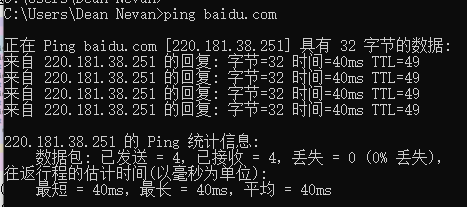 C:\Users\Dean Nevan>
C:\Users\Dean Nevan>ping baidu.com
正在 Ping baidu.com [220.181.38.251] 具有 32 字节的数据:
来自 220.181.38.251 的回复: 字节=32 时间=40ms TTL=49
来自 220.181.38.251 的回复: 字节=32 时间=40ms TTL=49
来自 220.181.38.251 的回复: 字节=32 时间=40ms TTL=49
来自 220.181.38.251 的回复: 字节=32 时间=40ms TTL=49
220.181.38.251 的 Ping 统计信息:
数据包: 已发送 = 4，已接收 = 4，丢失 = 0 (0% 丢失)，
往返行程的估计时间(以毫秒为单位):
最短 = 40ms，最长 = 40ms，平均 = 40ms